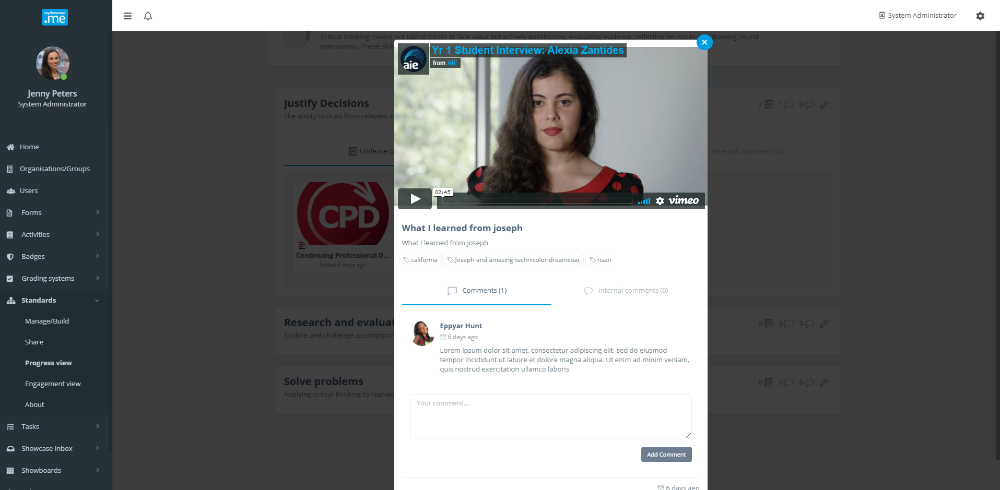 myshowcase
.me
System Administrator
Jenny Peters
System Administrator
Home
Organisations/Groups
Users
Forms
Activities
Badges
Grading systems
Standards
Manage/Build
Share
Progress view
Engagement view
About
Tasks
Showcase inbox
Showboards
Critical thinking means not taking things at face value but actively questioning, evaluating evidence, reflecting on issues and drawing sound
conclusions. These skill
Justify Decisions
2 1 0
The ability to draw from relevant in
Evidence (2
Internal comments (0)
CPD
Continuing Professional D...
Added 6 days ago
Research and evaluat
0 0 0
Explore and challenge assumptions
Solve problems
0 0 0
Applying critical thinking to real-wo
aie
Yr 1 Student Interview: Alexia Zantides
from AIE
02:45
vimeo
What I learned from joseph
What I learned from joseph
california Joseph-and-amazing-technicolor-dreamcoat nsan
Comments (1) Internal comments (0)
Eppyar Hunt
6 days ago
Lorem ipsum dolor sit amet, consectetur adipiscing elit, sed do eiusmod
tempor incididunt ut labore et dolore magna aliqua. Ut enim ad minim veniam,
quis nostrud exercitation ullamco laboris
Your comment...
Add Comment
6 days ago